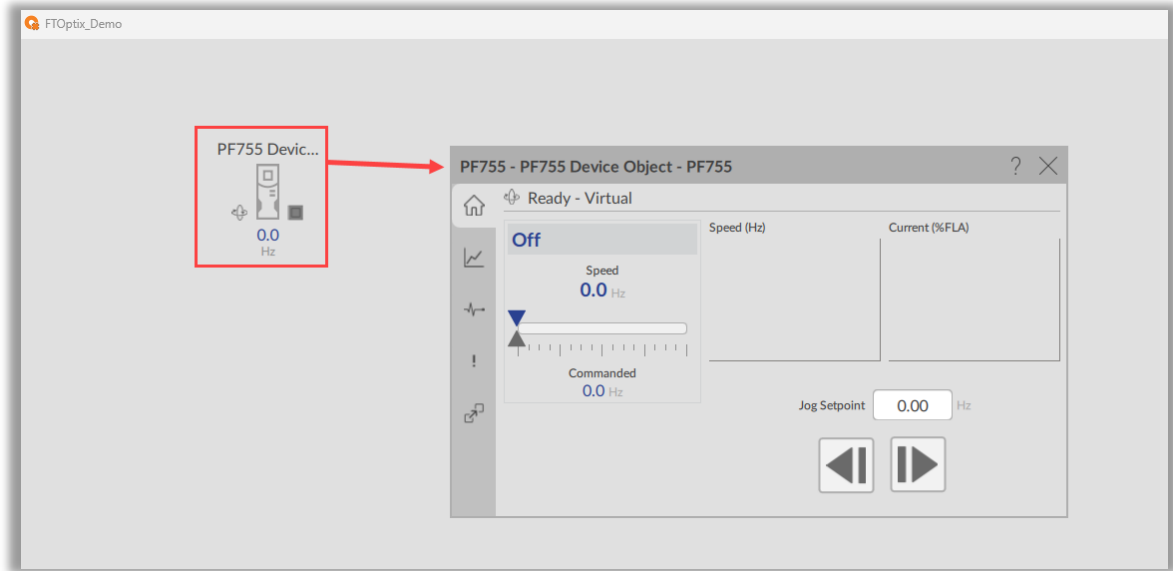 FTOptix_Demo
PF755 Devic...
0.0
Hz
PF755 - PF755 Device Object - PF755
?
Ready - Virtual
Off
Speed
0.0 Hz
Commanded
0.0 Hz
Speed (Hz)
Current (%FLA)
!
Jog Setpoint 0.00 Hz